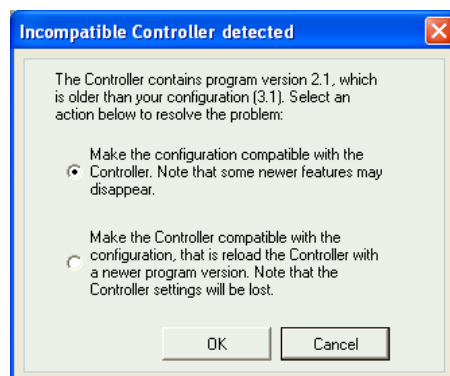 Incompatible Controller detected
The Controller contains program version 2.1, which
is older than your configuration (3.1). Select an
action below to resolve the problem:
Make the configuration compatible with the
Controller. Note that some newer features may
disappear.
Make the Controller compatible with the
configuration, that is reload the Controller with
a newer program version. Note that the
Controller settings will be lost.
OK
Cancel